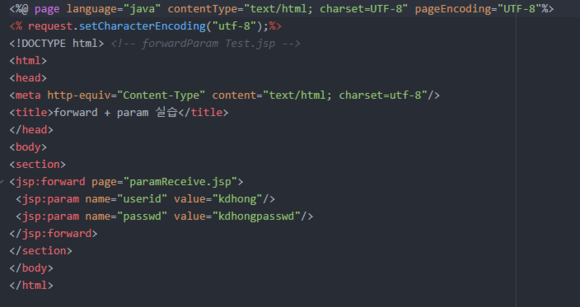 <%@ page language="java" contentType="text/html; charset=UTF-8" pageEncoding="UTF-8"%>
<% request.setCharacterEncoding("utf-8");%>
<!DOCTYPE html> <!-- forwardParam Test.jsp -->
<html>
<head>
<meta http-equiv="Content-Type" content="text/html; charset=utf-8"/>
<title>forward + param 실습</title>
</head>
<body>
<section>
<jsp:forward page="paramReceive.jsp">
<jsp:param name="userid" value="kdhong"/>
<jsp:param name="passwd" value="kdhongpasswd"/>
</jsp:forward>
</section>
</body>
</html>